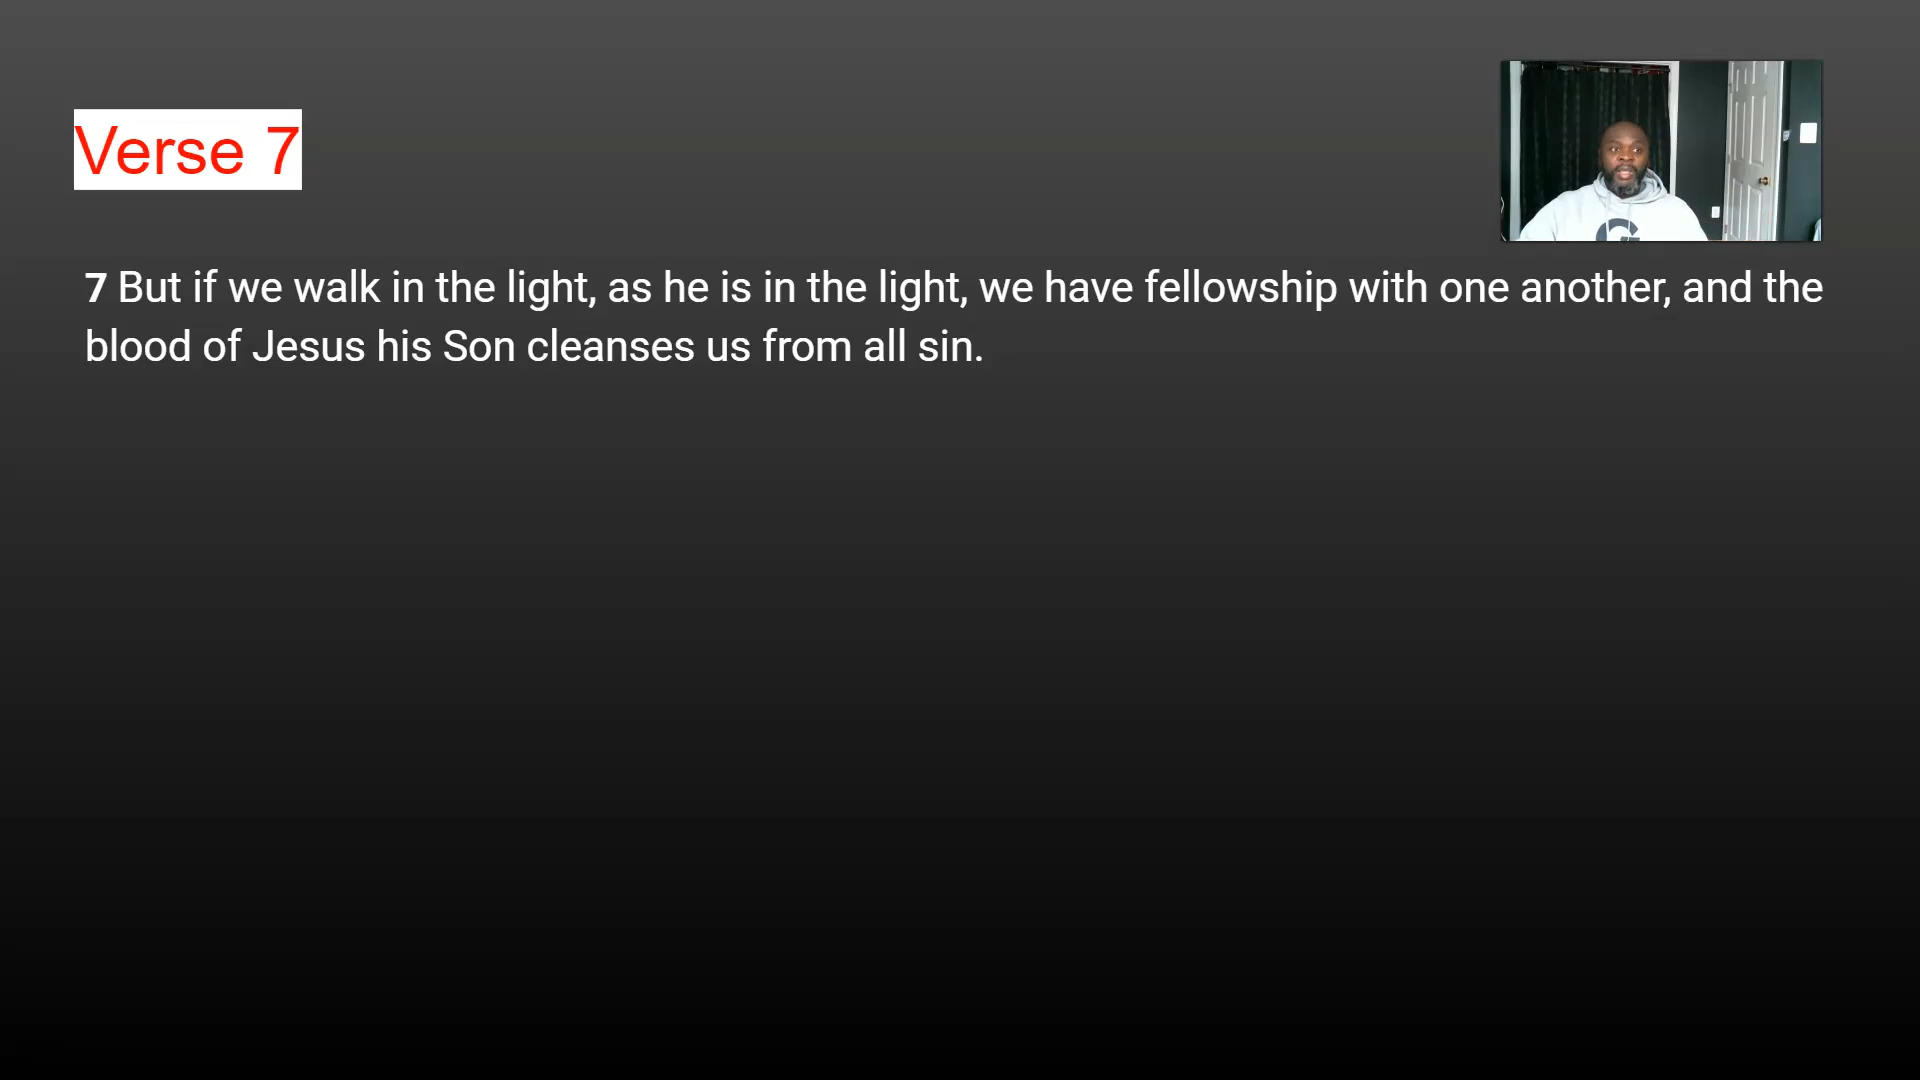 Verse 7
7 But if we walk in the light, as he is in the light, we have fellowship with one another, and the
blood of Jesus his Son cleanses us from all sin.